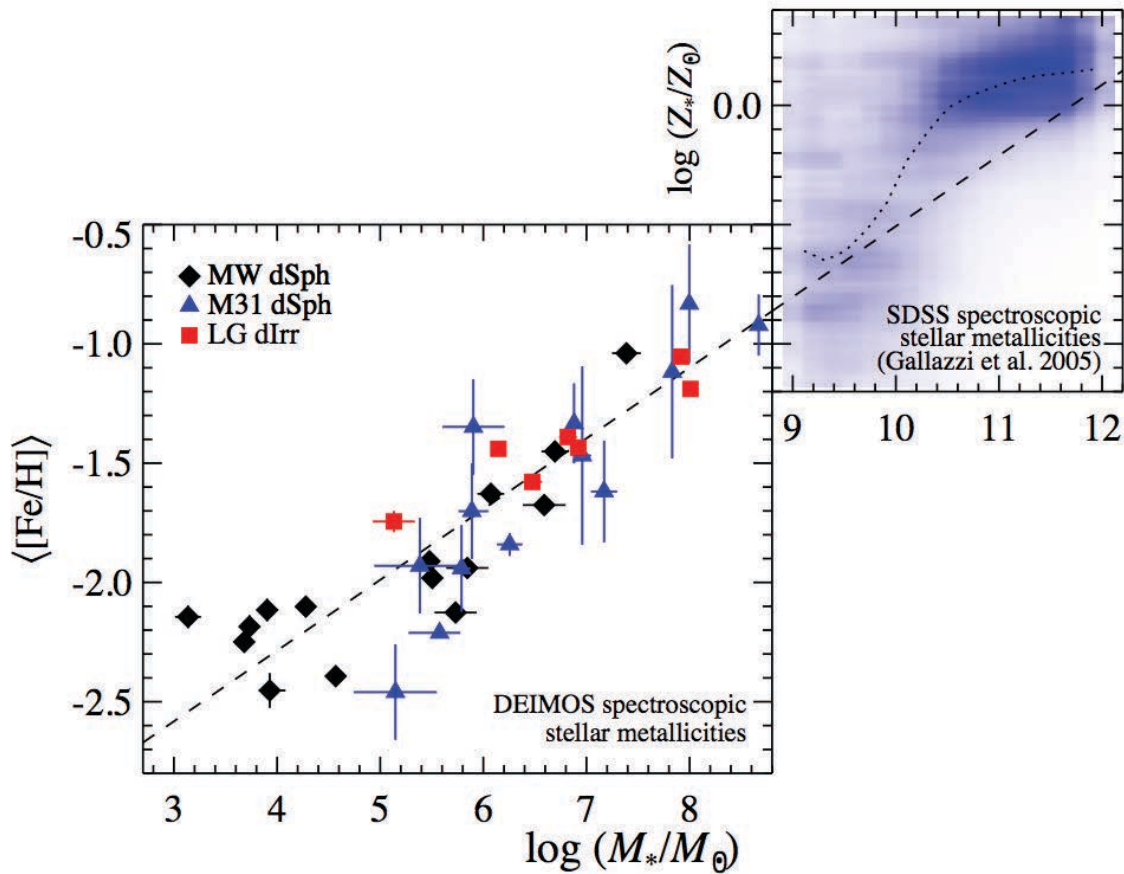 log (Z*/Z⊙)
0.0
SDSS spectroscopic
stellar metallicities
(Gallazzi et al. 2005)
9 10 11 12
⟨[Fe/H]⟩
-0.5
-1.0
-1.5
-2.0
-2.5
MW dSph
M31 dSph
LG dIrr
DEIMOS spectroscopic
stellar metallicities
3 4 5 6 7 8
log (M*/M⊙)